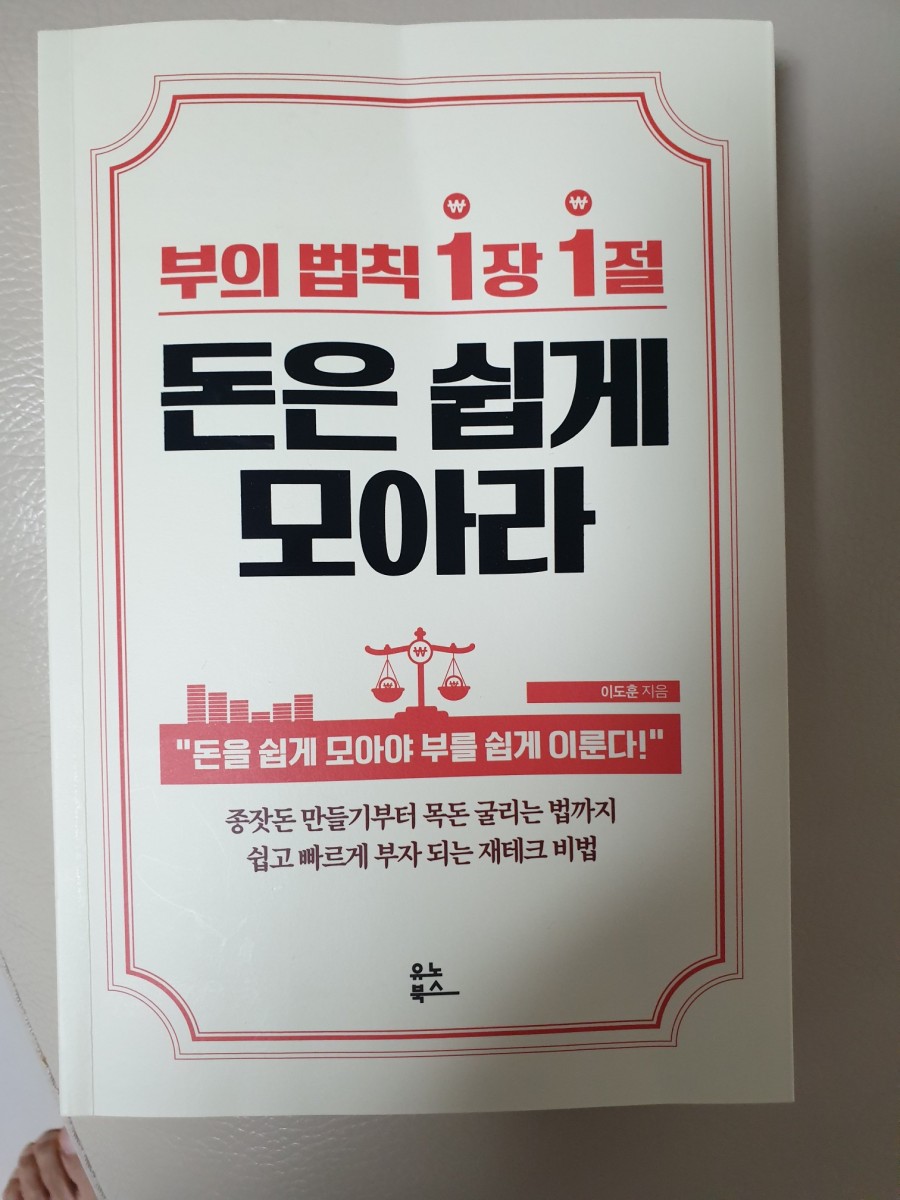 부의 법칙 1장 1절
돈은 쉽게
모아라
이도훈 지음
"돈을 쉽게 모아야 부를 쉽게 이룬다!"
종잣돈 만들기부터 목돈 굴리는 법까지
쉽고 빠르게 부자 되는 재테크 비법
유노
북스